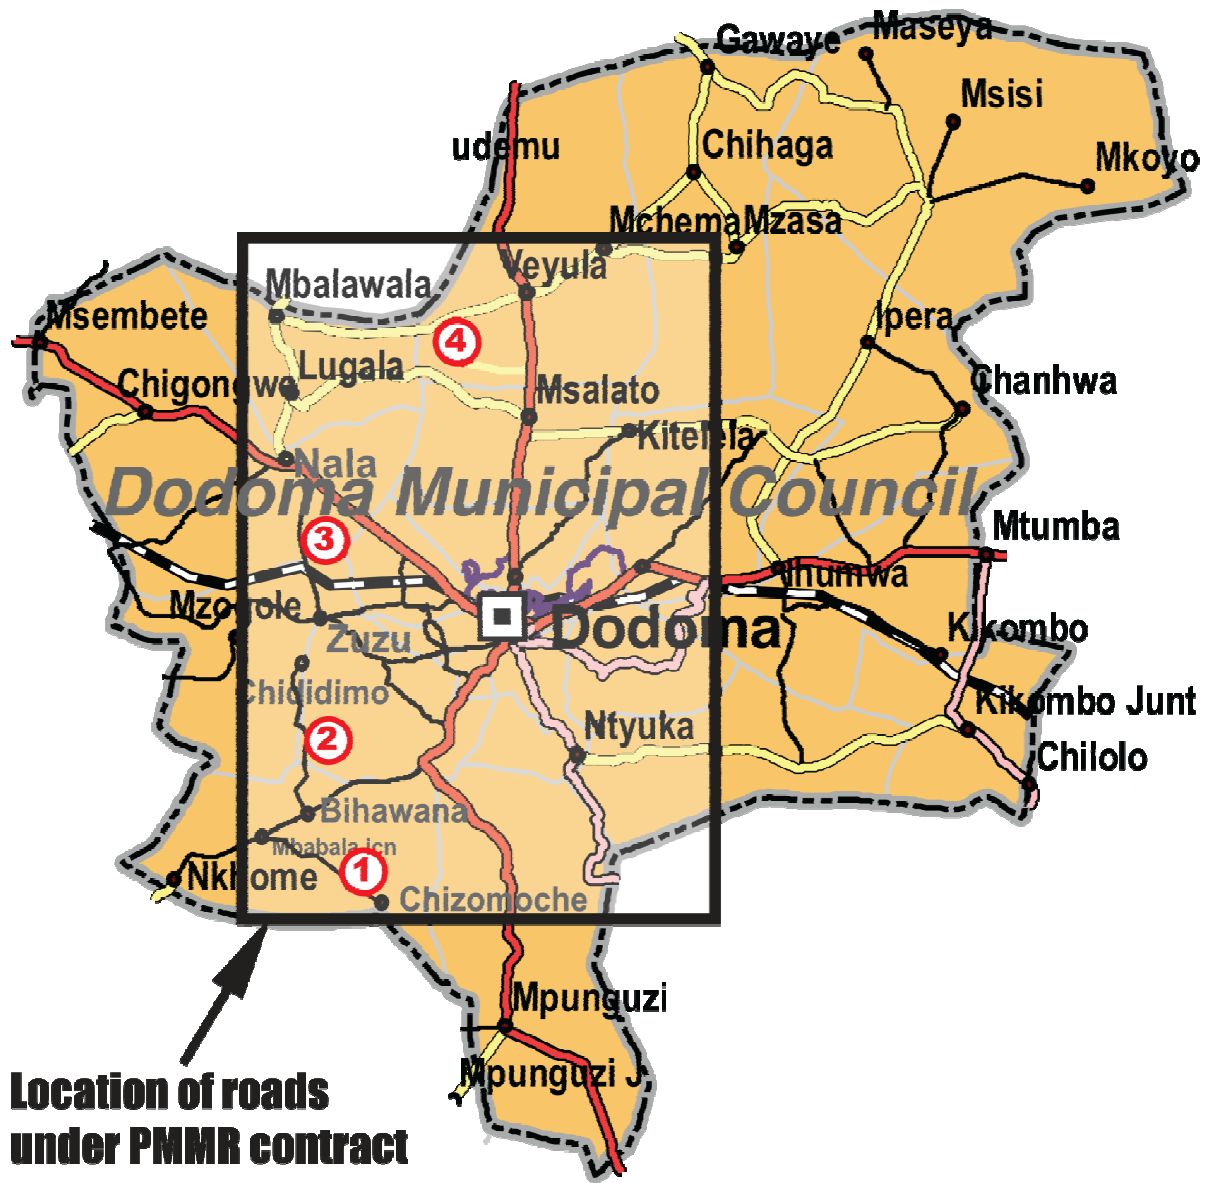 Maseya
Gawaye
Msisi
Chihaga
udemu
Mkoyo
Mchema
Mzasa
Veyula
Mbalawala
Msembete
Ipera
4
Lugala
Chigongwe
Chanhwa
Msalato
Kitelela
Nala
Dodoma Municipal Council
Mtumba
3
Ihumwa
Mzogole
Dodoma
Kikombo
Zuzu
Chididimo
Kikombo Junt
Ntyuka
2
Chilolo
Bihawana
Mbabala jcn
1
Nkhome
Chizomoche
Mpunguzi
Mpunguzi J
Location of roads
under PMMR contract